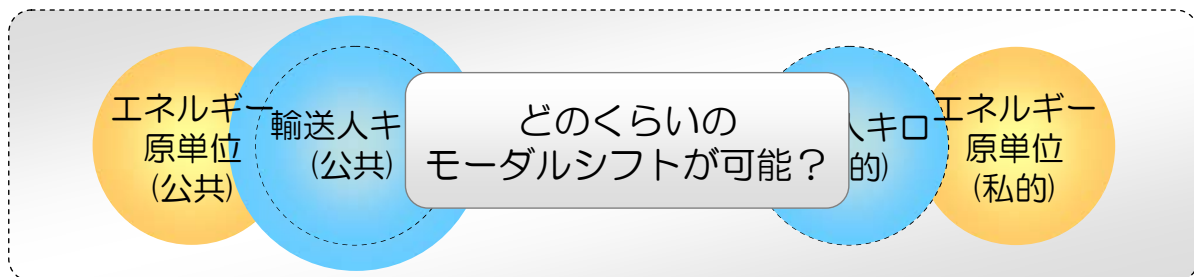 エネルギー
原単位
(公共)
輸送人キ
(公共)
どのくらいの
モーダルシフトが可能？
人キロ
的)
エネルギー
原単位
(私的)